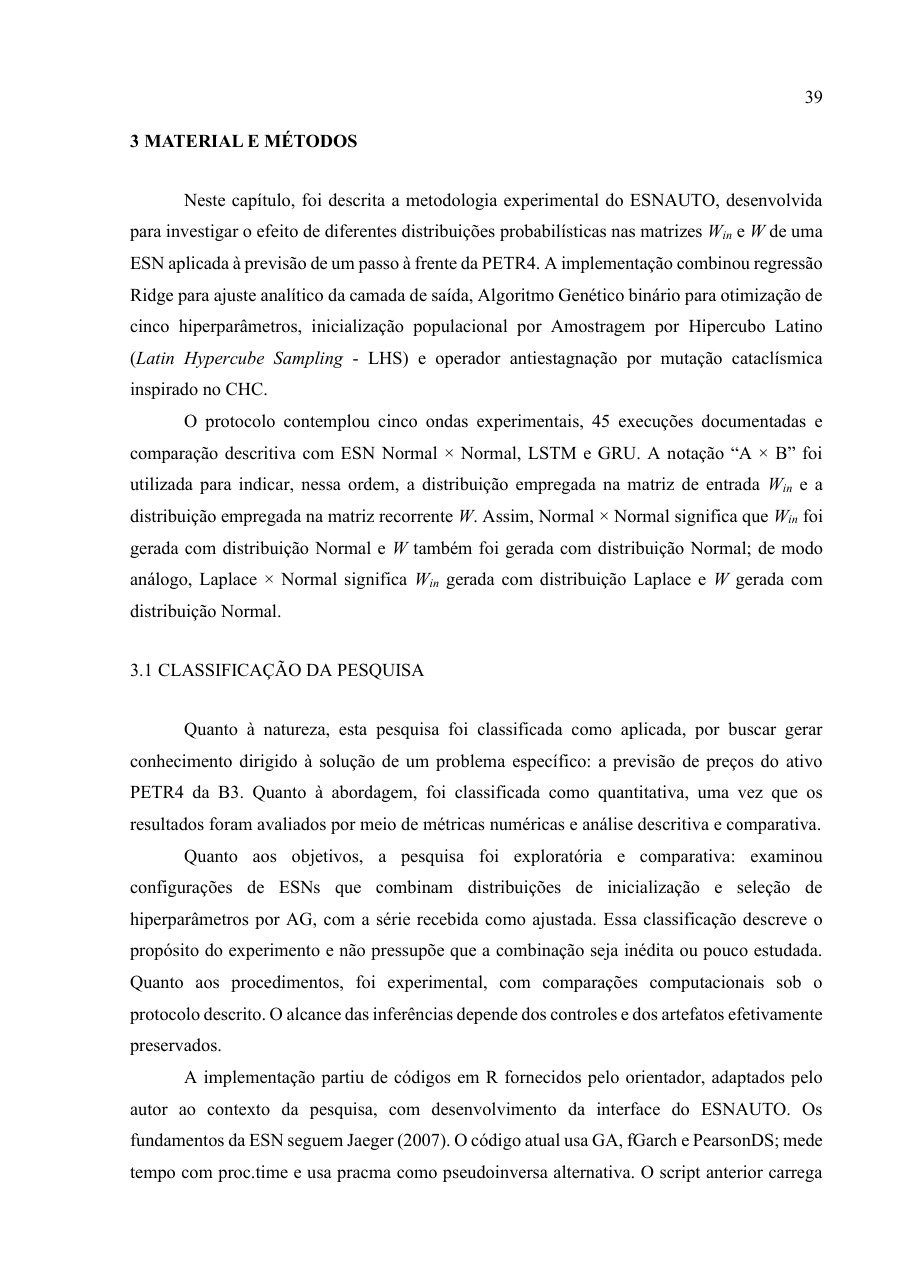 39
3 MATERIAL E MÉTODOS
Neste capítulo, foi descrita a metodologia experimental do ESNAUTO, desenvolvida
para investigar o efeito de diferentes distribuições probabilísticas nas matrizes Win e W de uma
ESN aplicada à previsão de um passo à frente da PETR4. A implementação combinou regressão
Ridge para ajuste analítico da camada de saída, Algoritmo Genético binário para otimização de
cinco hiperparâmetros, inicialização populacional por Amostragem por Hipercubo Latino
(Latin Hypercube Sampling - LHS) e operador antiestagnação por mutação cataclísmica
inspirado no CHC.
O protocolo contemplou cinco ondas experimentais, 45 execuções documentadas e
comparação descritiva com ESN Normal × Normal, LSTM e GRU. A notação “A × B” foi
utilizada para indicar, nessa ordem, a distribuição empregada na matriz de entrada Win e a
distribuição empregada na matriz recorrente W. Assim, Normal × Normal significa que Win foi
gerada com distribuição Normal e W também foi gerada com distribuição Normal; de modo
análogo, Laplace × Normal significa Win gerada com distribuição Laplace e W gerada com
distribuição Normal.
3.1 CLASSIFICAÇÃO DA PESQUISA
Quanto à natureza, esta pesquisa foi classificada como aplicada, por buscar gerar
conhecimento dirigido à solução de um problema específico: a previsão de preços do ativo
PETR4 da B3. Quanto à abordagem, foi classificada como quantitativa, uma vez que os
resultados foram avaliados por meio de métricas numéricas e análise descritiva e comparativa.
Quanto aos objetivos, a pesquisa foi exploratória e comparativa: examinou
configurações de ESNs que combinam distribuições de inicialização e seleção de
hiperparâmetros por AG, com a série recebida como ajustada. Essa classificação descreve o
propósito do experimento e não pressupõe que a combinação seja inédita ou pouco estudada.
Quanto aos procedimentos, foi experimental, com comparações computacionais sob o
protocolo descrito. O alcance das inferências depende dos controles e dos artefatos efetivamente
preservados.
A implementação partiu de códigos em R fornecidos pelo orientador, adaptados pelo
autor ao contexto da pesquisa, com desenvolvimento da interface do ESNAUTO. Os
fundamentos da ESN seguem Jaeger (2007). O código atual usa GA, fGarch e PearsonDS; mede
tempo com proc.time e usa pracma como pseudoinversa alternativa. O script anterior carrega